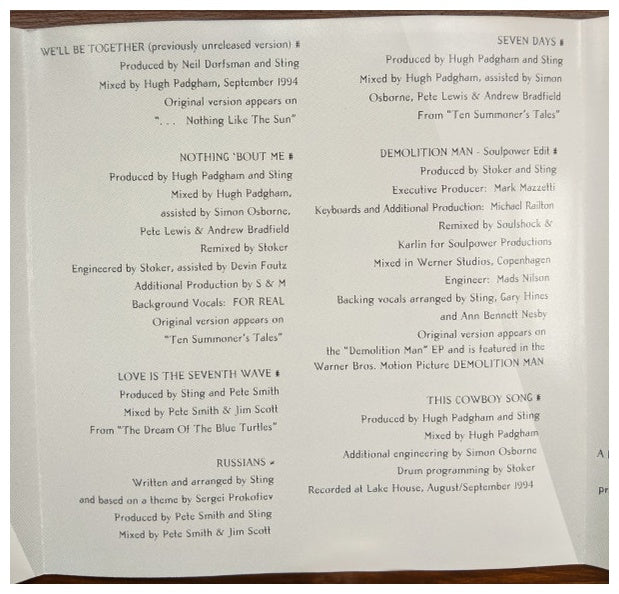 WE'LL BE TOGETHER (previously unreleased version) #
Produced by Neil Dorfsman and Sting
Mixed by Hugh Padgham, September 1994
Original version appears on
". . . Nothing Like The Sun"
NOTHING 'BOUT ME #
Produced by Hugh Padgham and Sting
Mixed by Hugh Padgham,
assisted by Simon Osborne,
Pete Lewis & Andrew Bradfield
Remixed by Stoker
Engineered by Stoker, assisted by Devin Foutz
Additional Production by S & M
Background Vocals: FOR REAL
Original version appears on
"Ten Summoner's Tales"
LOVE IS THE SEVENTH WAVE #
Produced by Sting and Pete Smith
Mixed by Pete Smith & Jim Scott
From "The Dream Of The Blue Turtles"
RUSSIANS
Written and arranged by Sting
and based on a theme by Sergei Prokofiev
Produced by Pete Smith and Sting
Mixed by Pete Smith & Jim Scott
SEVEN DAYS #
Produced by Hugh Padgham and Sting
Mixed by Hugh Padgham, assisted by Simon
Osborne, Pete Lewis & Andrew Bradfield
From "Ten Summoner's Tales"
DEMOLITION MAN - Soulpower Edit #
Produced by Stoker and Sting
Executive Producer: Mark Mazzetti
Keyboards and Additional Production: Michael Railton
Remixed by Soulshock &
Karlin for Soulpower Productions
Mixed in Werner Studios, Copenhagen
Engineer: Mads Nilson
Backing vocals arranged by Sting, Gary Hines
and Ann Bennett Nesby
Original version appears on
the "Demolition Man" EP and is featured in the
Warner Bros. Motion Picture DEMOLITION MAN
THIS COWBOY SONG #
Produced by Hugh Padgham and Sting
Mixed by Hugh Padgham
Additional engineering by Simon Osborne
Drum programming by Stoker
Recorded at Lake House, August/September 1994
A
pr